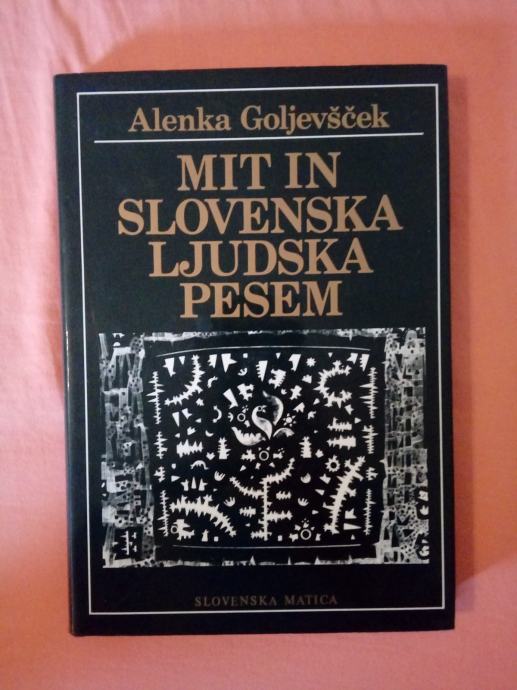 Alenka Goljevšček
MIT IN
SLOVENSKA
LJUDSKA
PESEM
SLOVENSKA MATICA